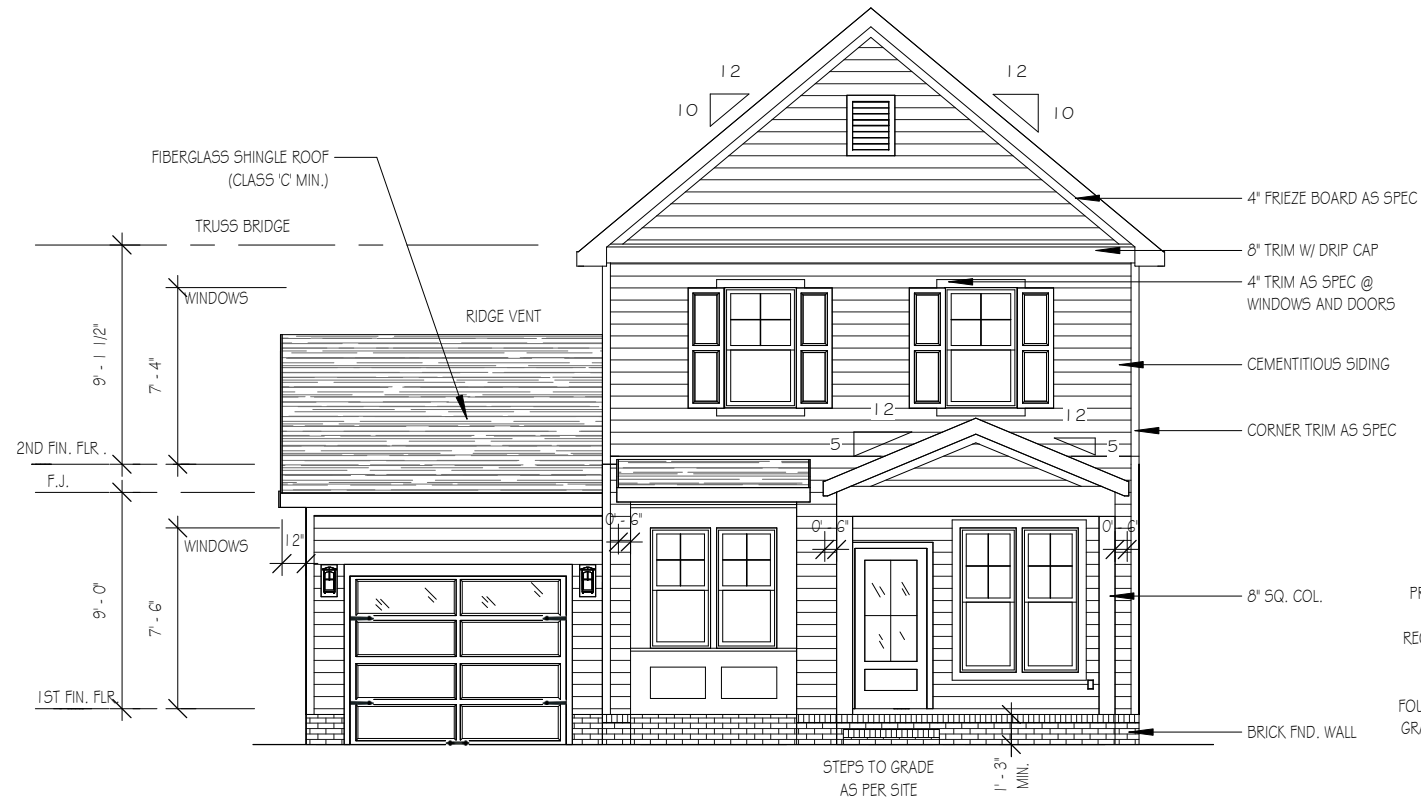 12
12
10
10
FIBERGLASS SHINGLE ROOF
(CLASS 'C' MIN.)
4" FRIEZE BOARD AS SPEC
TRUSS BRIDGE
8" TRIM W/ DRIP CAP
4" TRIM AS SPEC @
WINDOWS AND DOORS
WINDOWS
RIDGE VENT
9' - 1 1/2"
7' - 4"
CEMENTITIOUS SIDING
12
12
5
5
CORNER TRIM AS SPEC
2ND FIN. FLR .
F.J.
0' - 6"
0' - 6"
0' - 6"
WINDOWS
12"
9' - 0"
7' - 6"
8" SQ. COL.
1ST FIN. FLR.
BRICK FND. WALL
STEPS TO GRADE
AS PER SITE
1' - 3"
MIN.